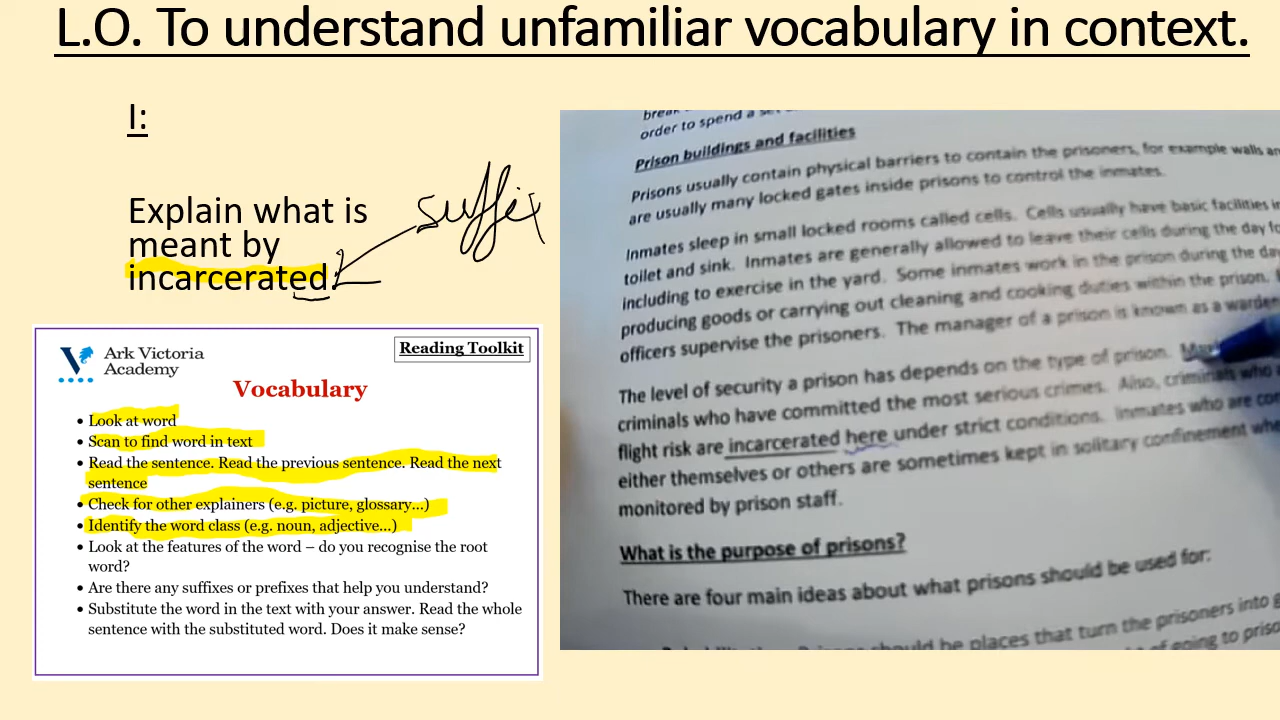 L.O. To understand unfamiliar vocabulary in context.
I:
Explain what is
meant by
incarcerated.
suffix
Ark Victoria
Academy
Reading Toolkit
Vocabulary
• Look at word
• Scan to find word in text
• Read the sentence. Read the previous sentence. Read the next
sentence
• Check for other explainers (e.g. picture, glossary...)
• Identify the word class (e.g. noun, adjective...)
• Look at the features of the word – do you recognise the root
word?
• Are there any suffixes or prefixes that help you understand?
• Substitute the word in the text with your answer. Read the whole
sentence with the substituted word. Does it make sense?
order to spend a
Prison buildings and facilities
Prisons usually contain physical barriers to contain the prisoners, for example walls
are usually many locked gates inside prisons to control the inmates.
Inmates sleep in small locked rooms called cells. Cells usually have basic facilities
toilet and sink. Inmates are generally allowed to leave their cells during the day
including to exercise in the yard. Some inmates work in the prison during the day
producing goods or carrying out cleaning and cooking duties within the prison.
officers supervise the prisoners. The manager of a prison is known as a
The level of security a prison has depends on the type of prison.
criminals who have committed the most serious crimes. Also, criminals who
flight risk are incarcerated here under strict conditions. Inmates who are
either themselves or others are sometimes kept in solitary confinement
monitored by prison staff.
What is the purpose of prisons?
There are four main ideas about what prisons should be used for:
should be places that turn the prisoners into
of going to